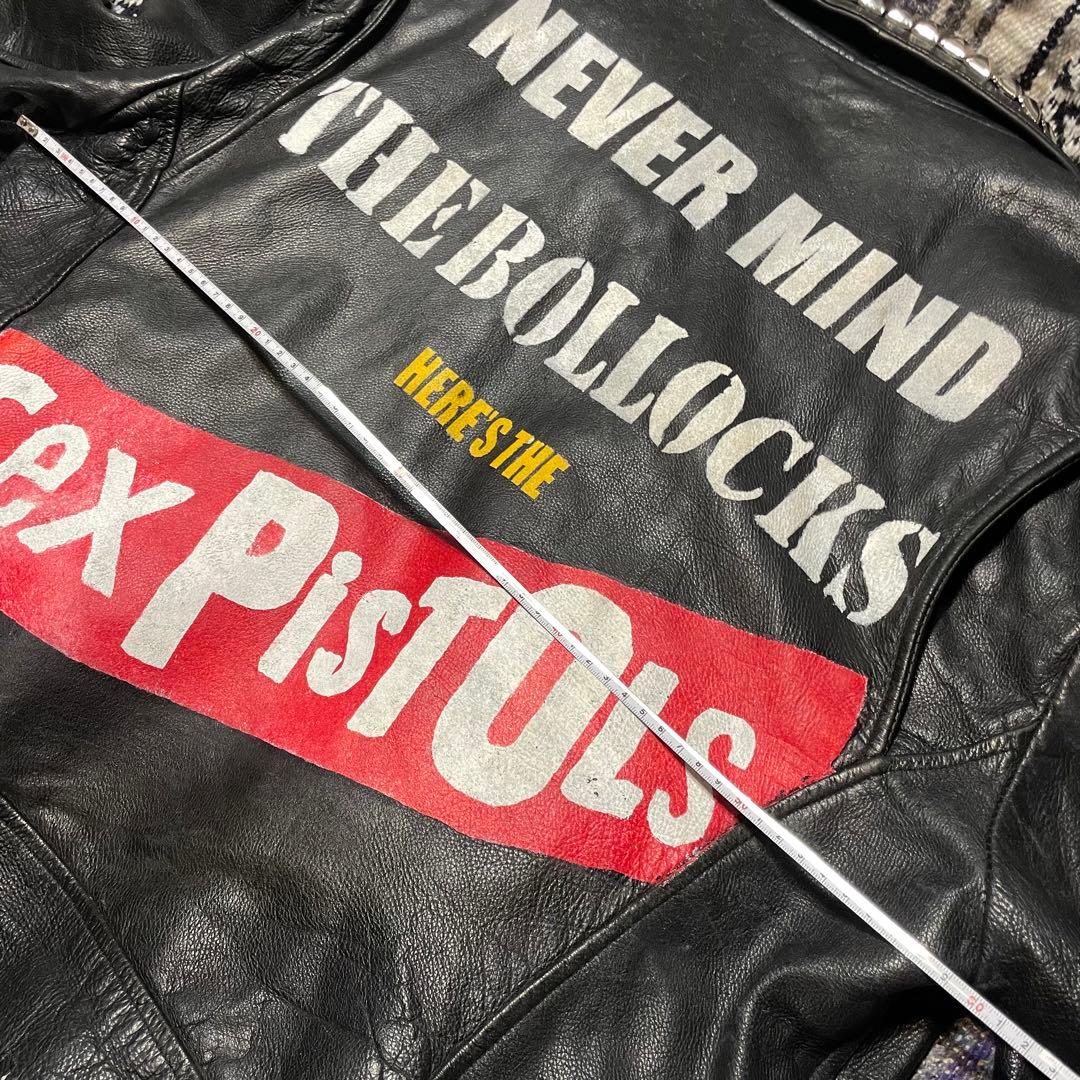 NEVER MIND
THE BOLLOCKS
HERE'S THE
Sex PisTOLs